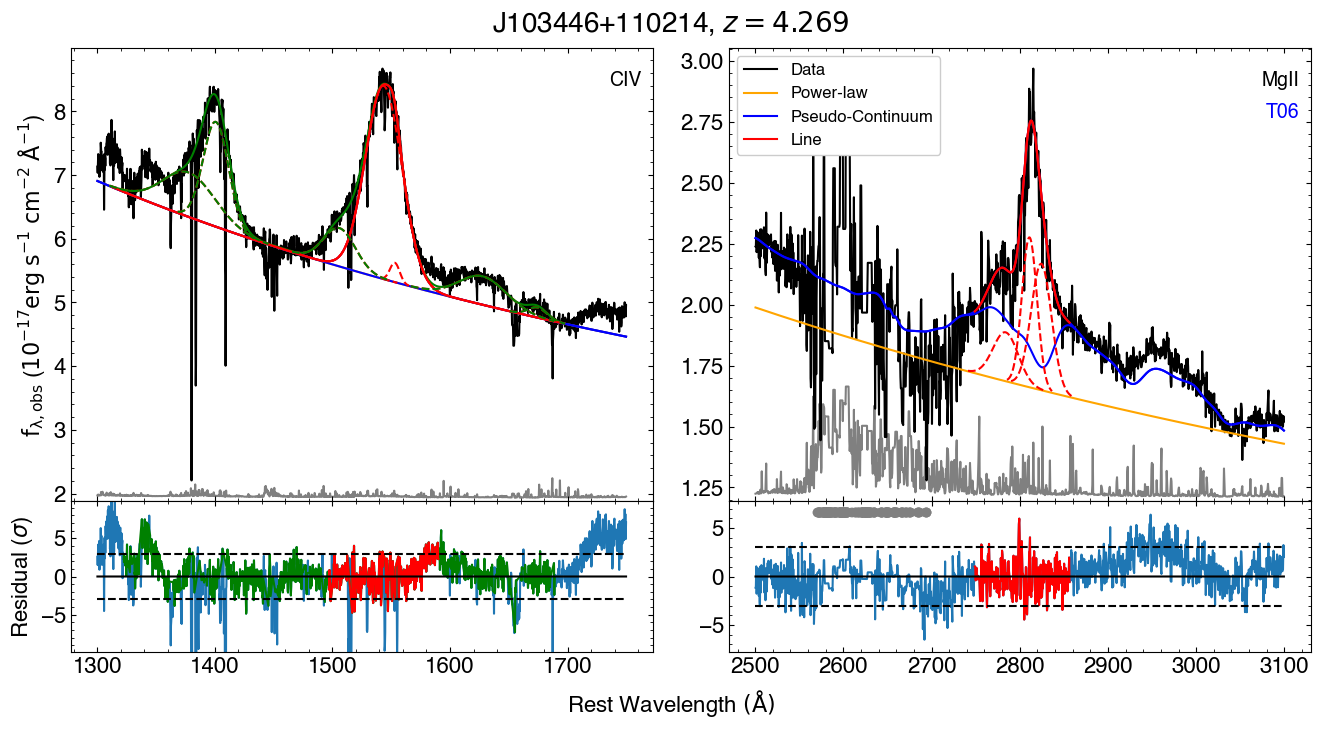 J103446+110214, z = 4.269
CIV
8
7
6
5
4
3
2
f_λ,obs (10⁻¹⁷erg s⁻¹ cm⁻² Å⁻¹)
Data
Power-law
Pseudo-Continuum
Line
MgII
T06
3.00
2.75
2.50
2.25
2.00
1.75
1.50
1.25
5
0
−5
Residual (σ)
1300 1400 1500 1600 1700
5
0
−5
2500 2600 2700 2800 2900 3000 3100
Rest Wavelength (Å)